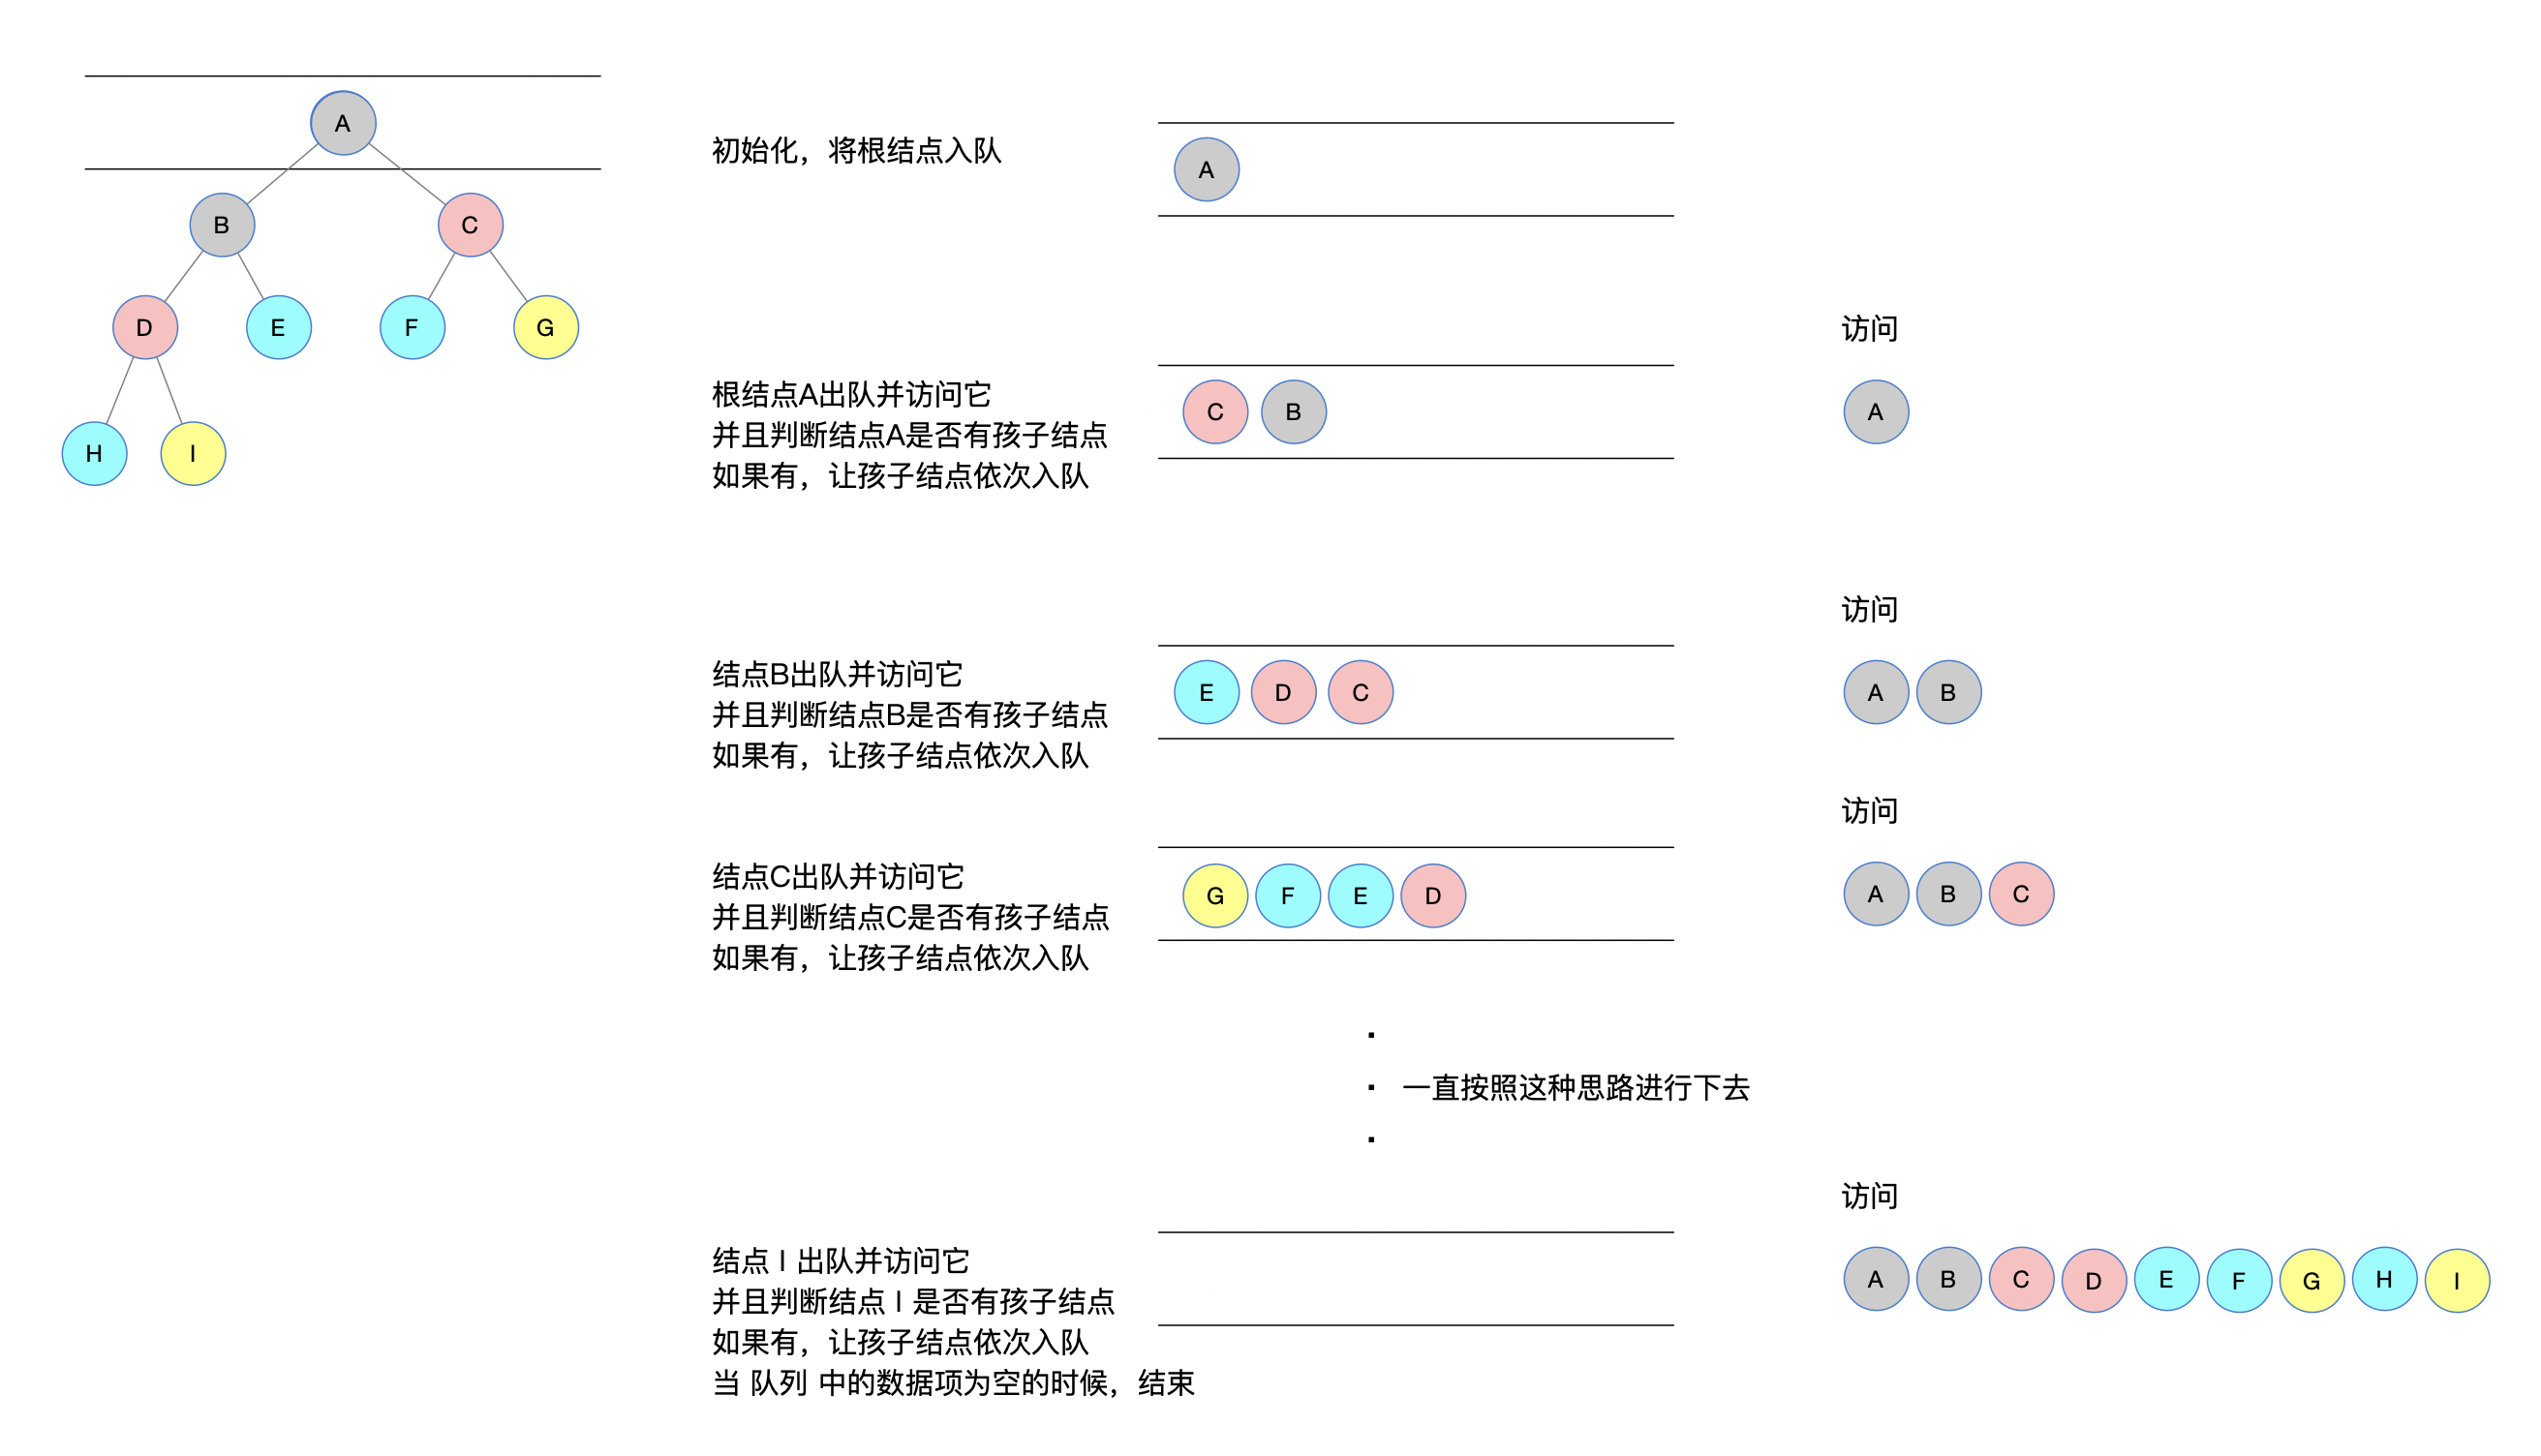 A
B
C
D
E
F
G
H
I
初始化，将根结点入队
A
访问
根结点A出队并访问它
并且判断结点A是否有孩子结点
如果有，让孩子结点依次入队
C B
A
访问
结点B出队并访问它
并且判断结点B是否有孩子结点
如果有，让孩子结点依次入队
E D C
A B
访问
结点C出队并访问它
并且判断结点C是否有孩子结点
如果有，让孩子结点依次入队
G F E D
A B C
一直按照这种思路进行下去
访问
结点 I 出队并访问它
并且判断结点 I 是否有孩子结点
如果有，让孩子结点依次入队
当 队列 中的数据项为空的时候，结束
A B C D E F G H I